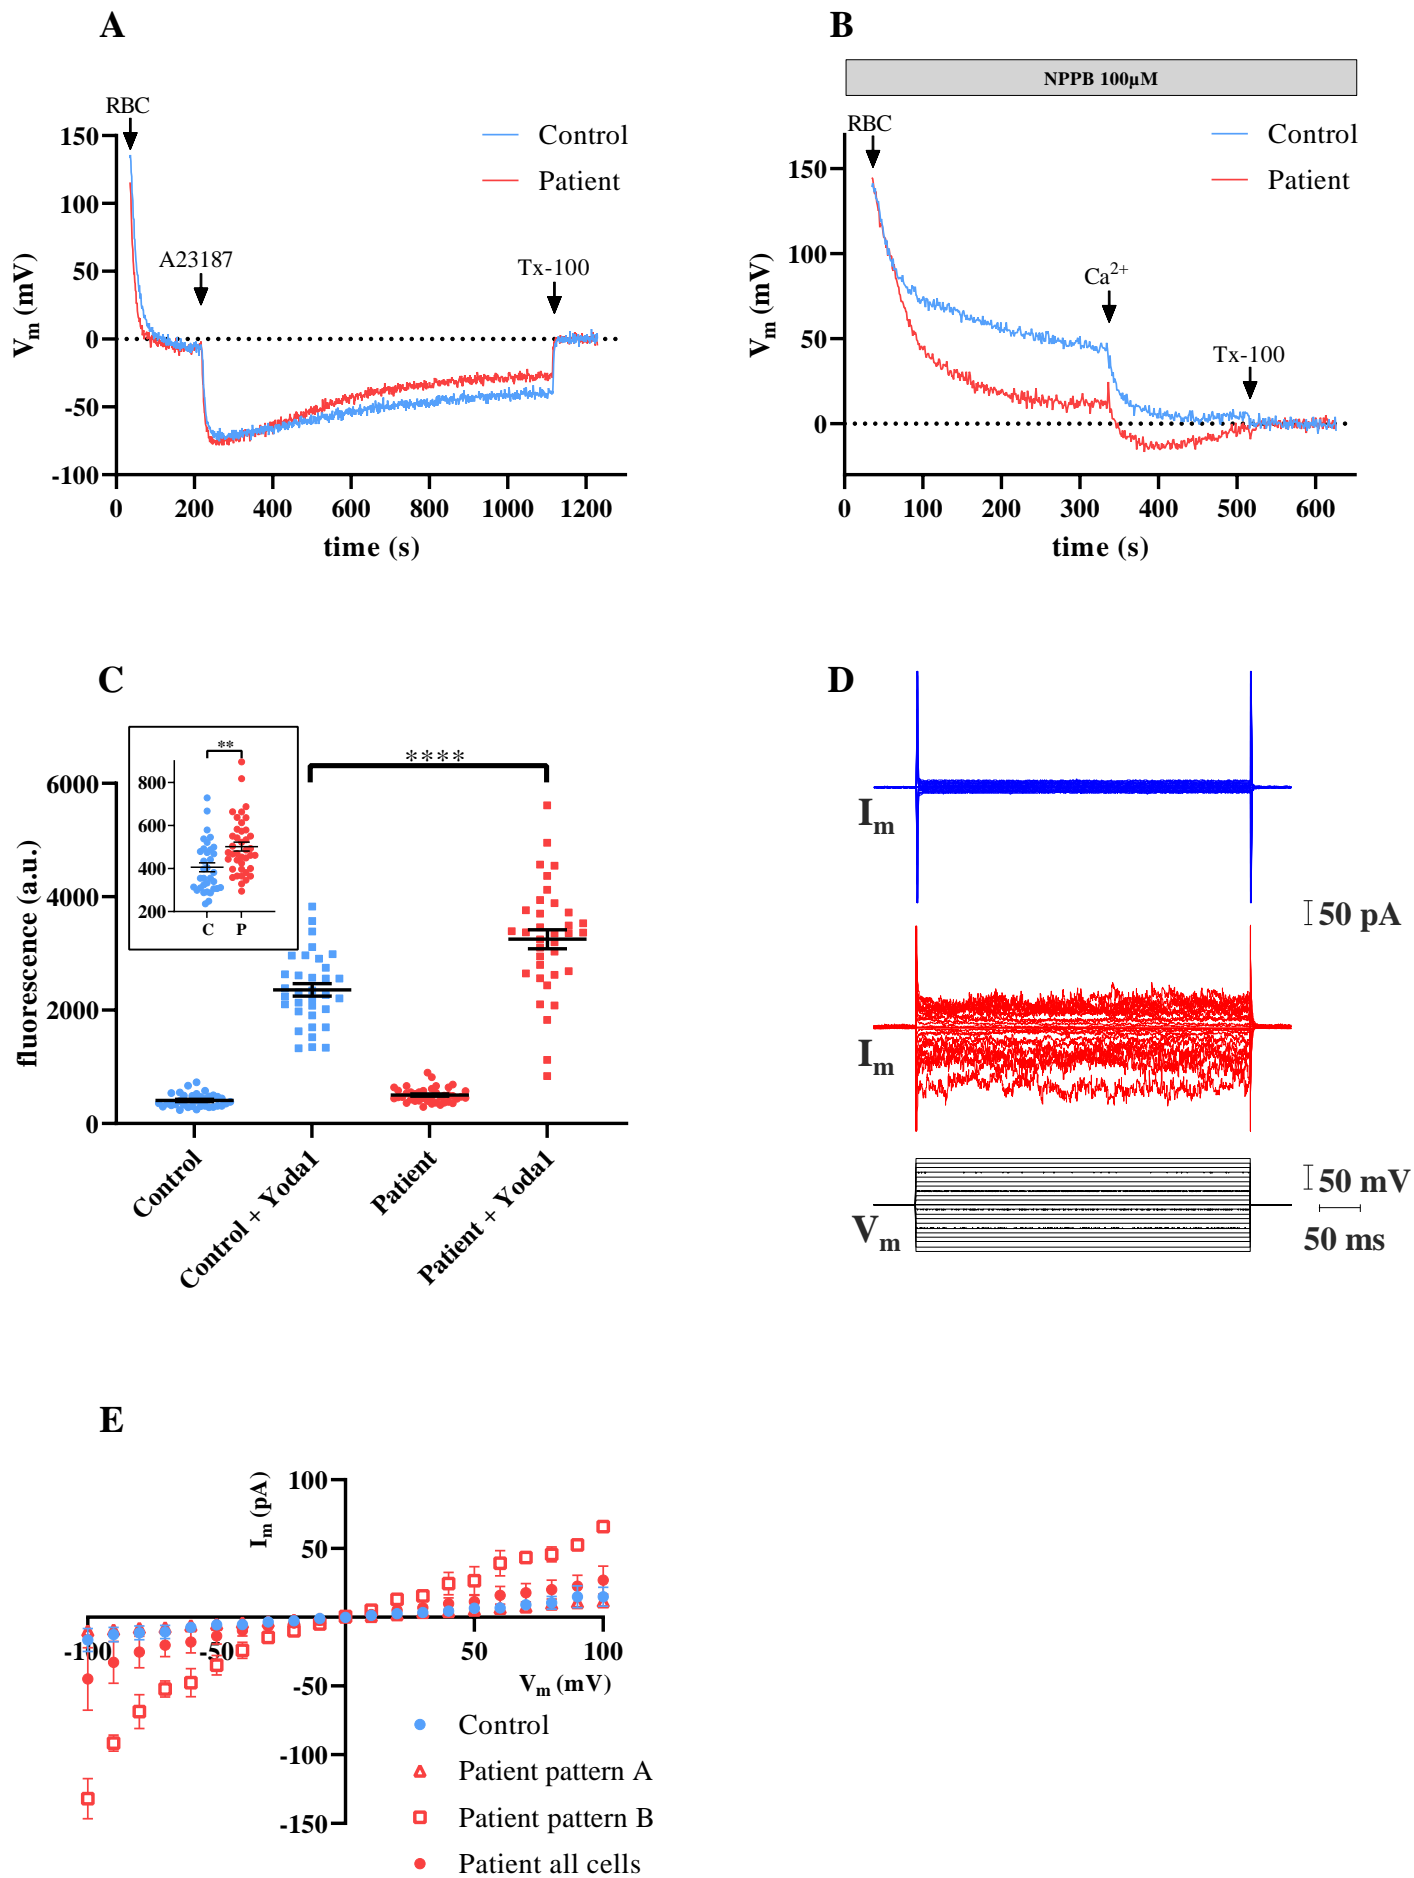 A
RBC
Control
Patient
A23187
Tx-100
150
100
50
0
-50
-100
Vm (mV)
0 200 400 600 800 1000 1200
time (s)
B
NPPB 100µM
RBC
Control
Patient
Ca2+
Tx-100
150
100
50
0
Vm (mV)
0 100 200 300 400 500 600
time (s)
C
**
800
600
400
200
C P
****
6000
4000
2000
0
fluorescence (a.u.)
Control
Control + Yoda1
Patient
Patient + Yoda1
D
Im
50 pA
Im
50 mV
Vm
50 ms
E
Im (pA)
100
50
-50
-100
-150
-100 -50 50 100
Vm (mV)
Control
Patient pattern A
Patient pattern B
Patient all cells